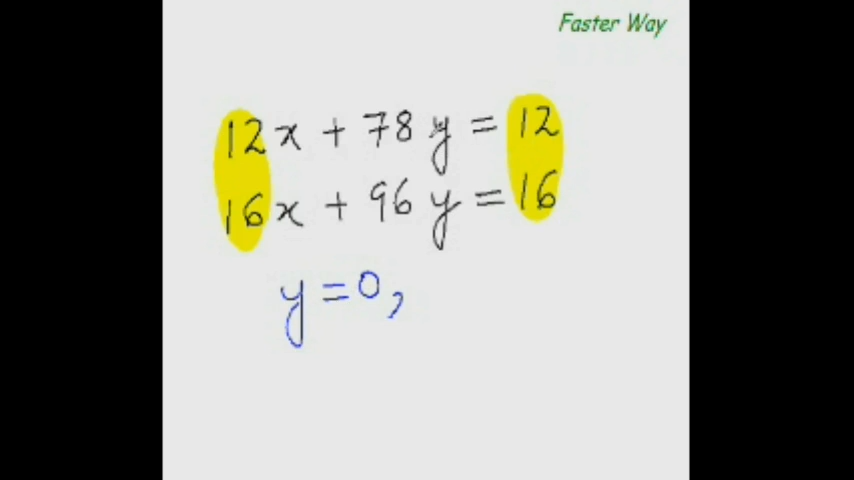 Faster Way
12x + 78y = 12
16x + 96y = 16
y = 0,